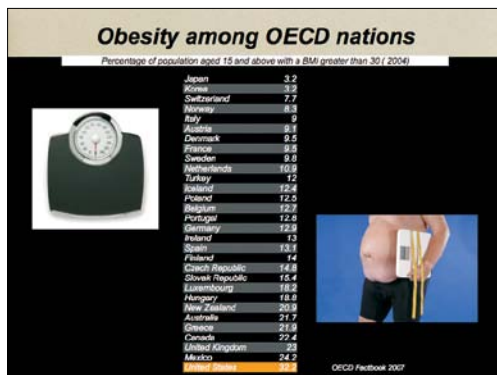 Obesity among OECD nations
Percentage of population aged 15 and above with a BMI greater than 30 ( 2004)
Japan 3.2
Korea 3.2
Switzerland 7.7
Norway 8.3
Italy 9
Austria 9.1
Denmark 9.5
France 9.5
Sweden 9.8
Netherlands 10.9
Turkey 12
Iceland 12.4
Poland 12.5
Belgium 12.7
Portugal 12.8
Germany 12.9
Ireland 13
Spain 13.1
Finland 14
Czech Republic 14.8
Slovak Republic 15.4
Luxembourg 18.2
Hungary 18.8
New Zealand 20.9
Australia 21.7
Greece 21.9
Canada 22.4
United Kingdom 23
Mexico 24.2
United States 32.2
OECD Factbook 2007